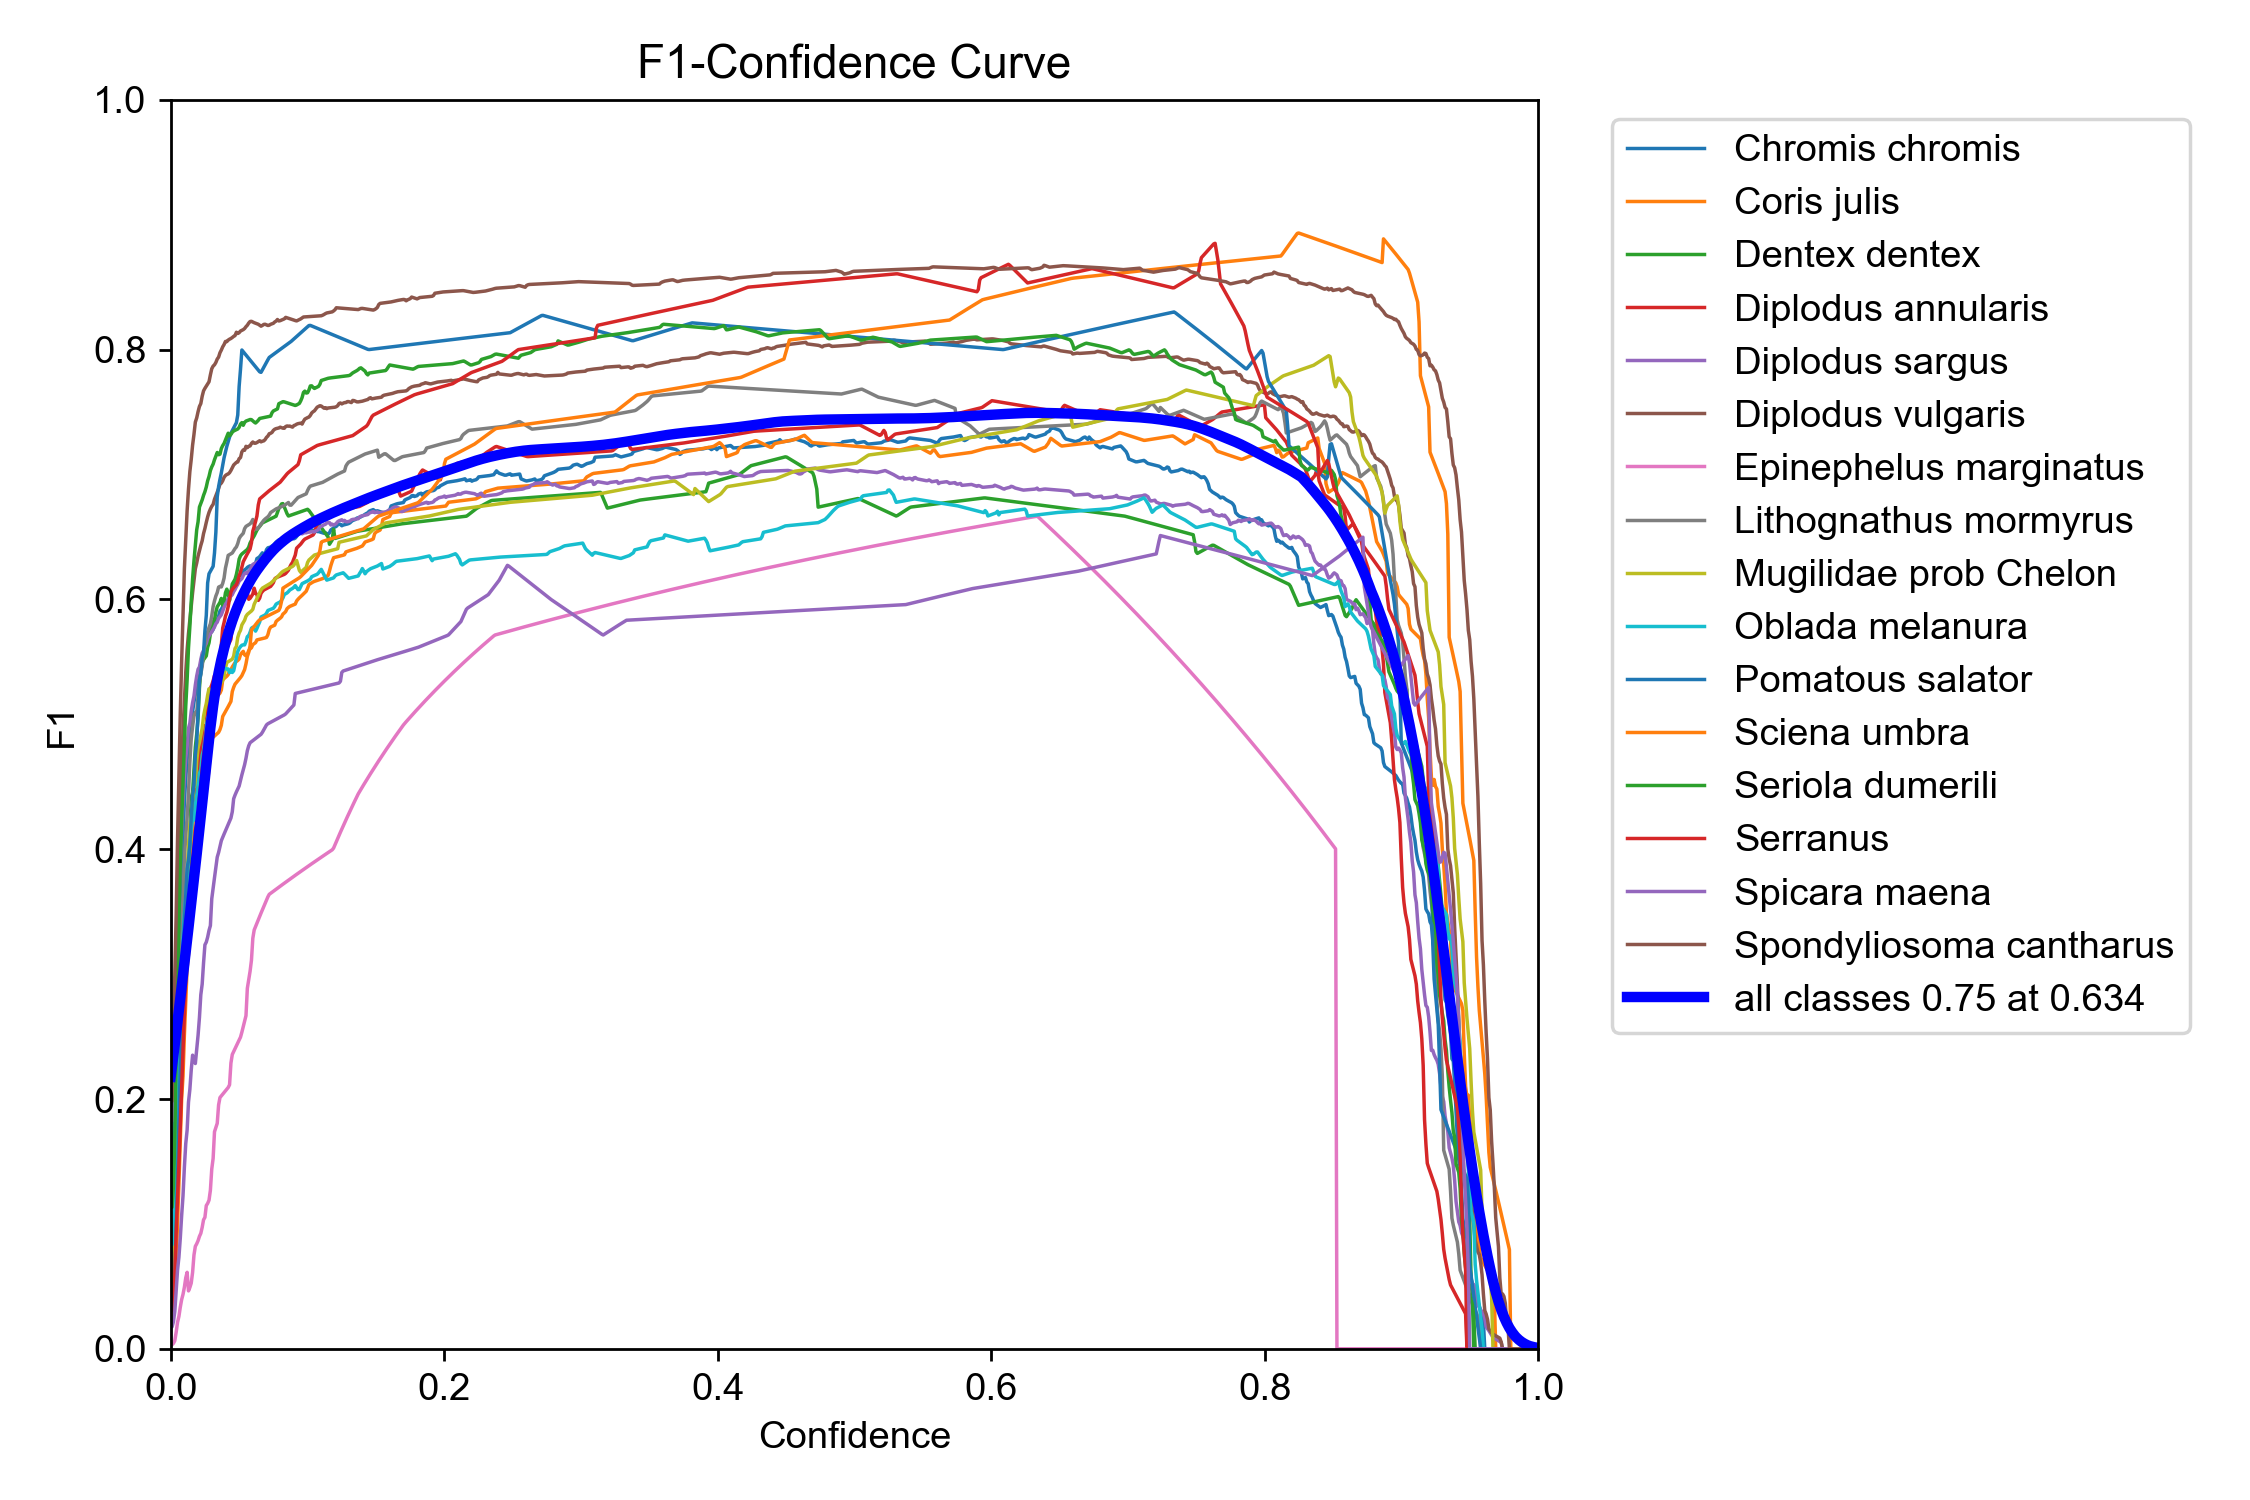 F1-Confidence Curve
1.0
0.8
0.6
0.4
0.2
0.0
F1
0.0
0.2
0.4
0.6
0.8
1.0
Confidence
Chromis chromis
Coris julis
Dentex dentex
Diplodus annularis
Diplodus sargus
Diplodus vulgaris
Epinephelus marginatus
Lithognathus mormyrus
Mugilidae prob Chelon
Oblada melanura
Pomatous salator
Sciena umbra
Seriola dumerili
Serranus
Spicara maena
Spondyliosoma cantharus
all classes 0.75 at 0.634